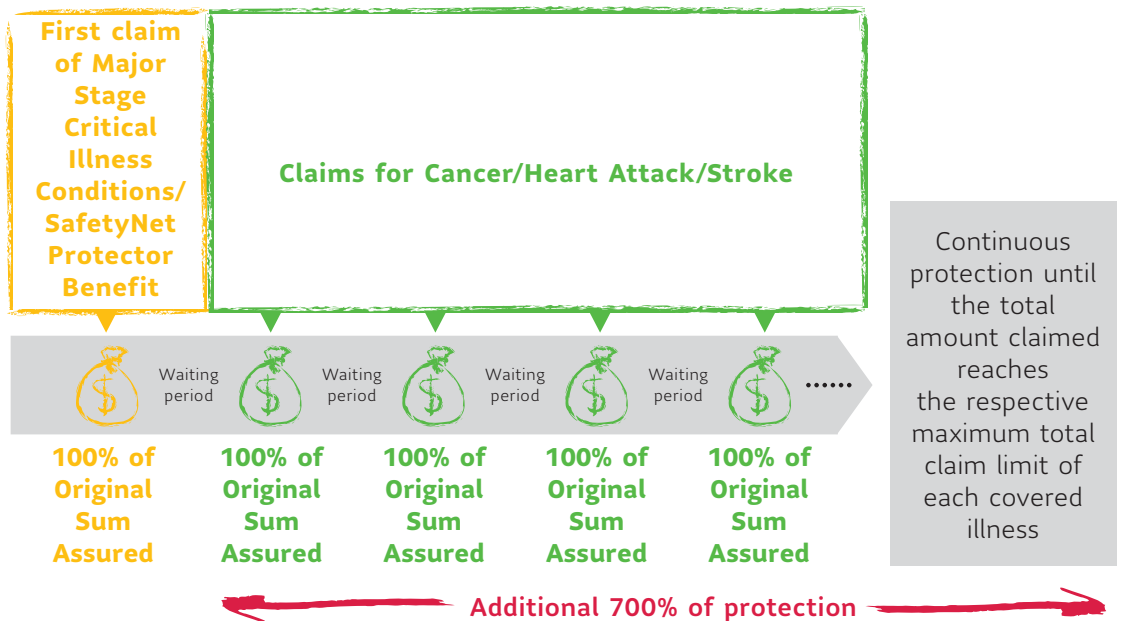 First claim
of Major
Stage
Critical
Illness
Conditions/
SafetyNet
Protector
Benefit
Claims for Cancer/Heart Attack/Stroke
$
Waiting
period
$
Waiting
period
$
Waiting
period
$
Waiting
period
$
......
100% of
Original
Sum
Assured
100% of
Original
Sum
Assured
100% of
Original
Sum
Assured
100% of
Original
Sum
Assured
100% of
Original
Sum
Assured
Continuous
protection until
the total
amount claimed
reaches
the respective
maximum total
claim limit of
each covered
illness
Additional 700% of protection